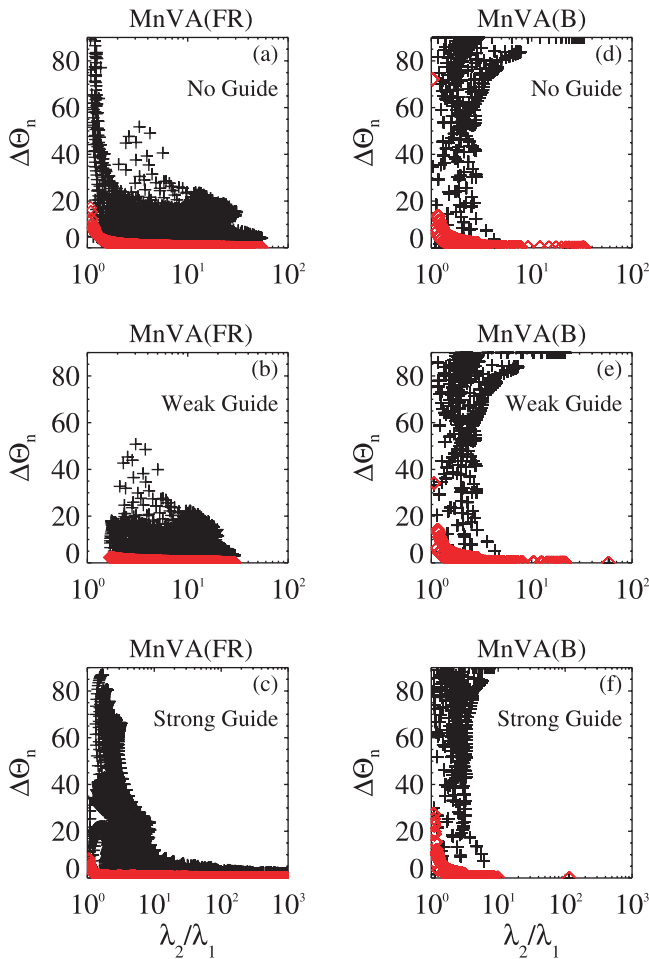 MnVA(FR)
(a)
No Guide
ΔΘn
80
60
40
20
0
10^0
10^1
10^2
MnVA(B)
(d)
No Guide
ΔΘn
80
60
40
20
0
10^0
10^1
10^2
MnVA(FR)
(b)
Weak Guide
ΔΘn
80
60
40
20
0
10^0
10^1
10^2
MnVA(B)
(e)
Weak Guide
ΔΘn
80
60
40
20
0
10^0
10^1
10^2
MnVA(FR)
(c)
Strong Guide
ΔΘn
80
60
40
20
0
10^0
10^1
10^2
10^3
λ2/λ1
MnVA(B)
(f)
Strong Guide
ΔΘn
80
60
40
20
0
10^0
10^1
10^2
10^3
λ2/λ1